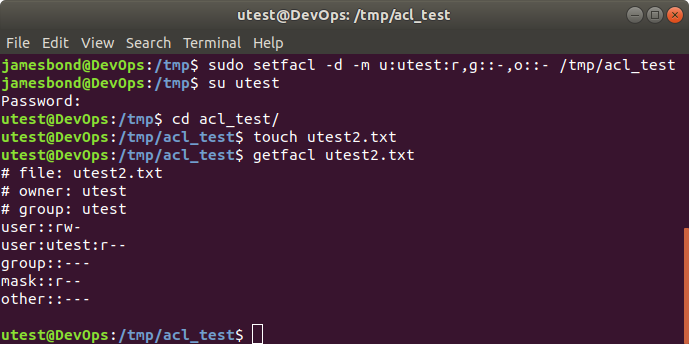 utest@DevOps: /tmp/acl_test
File Edit View Search Terminal Help
jamesbond@DevOps:/tmp$ sudo setfacl -d -m u:utest:r,g::-,o::- /tmp/acl_test
jamesbond@DevOps:/tmp$ su utest
Password:
utest@DevOps:/tmp$ cd acl_test/
utest@DevOps:/tmp/acl_test$ touch utest2.txt
utest@DevOps:/tmp/acl_test$ getfacl utest2.txt
# file: utest2.txt
# owner: utest
# group: utest
user::rw-
user:utest:r--
group::---
mask::r--
other::---
utest@DevOps:/tmp/acl_test$